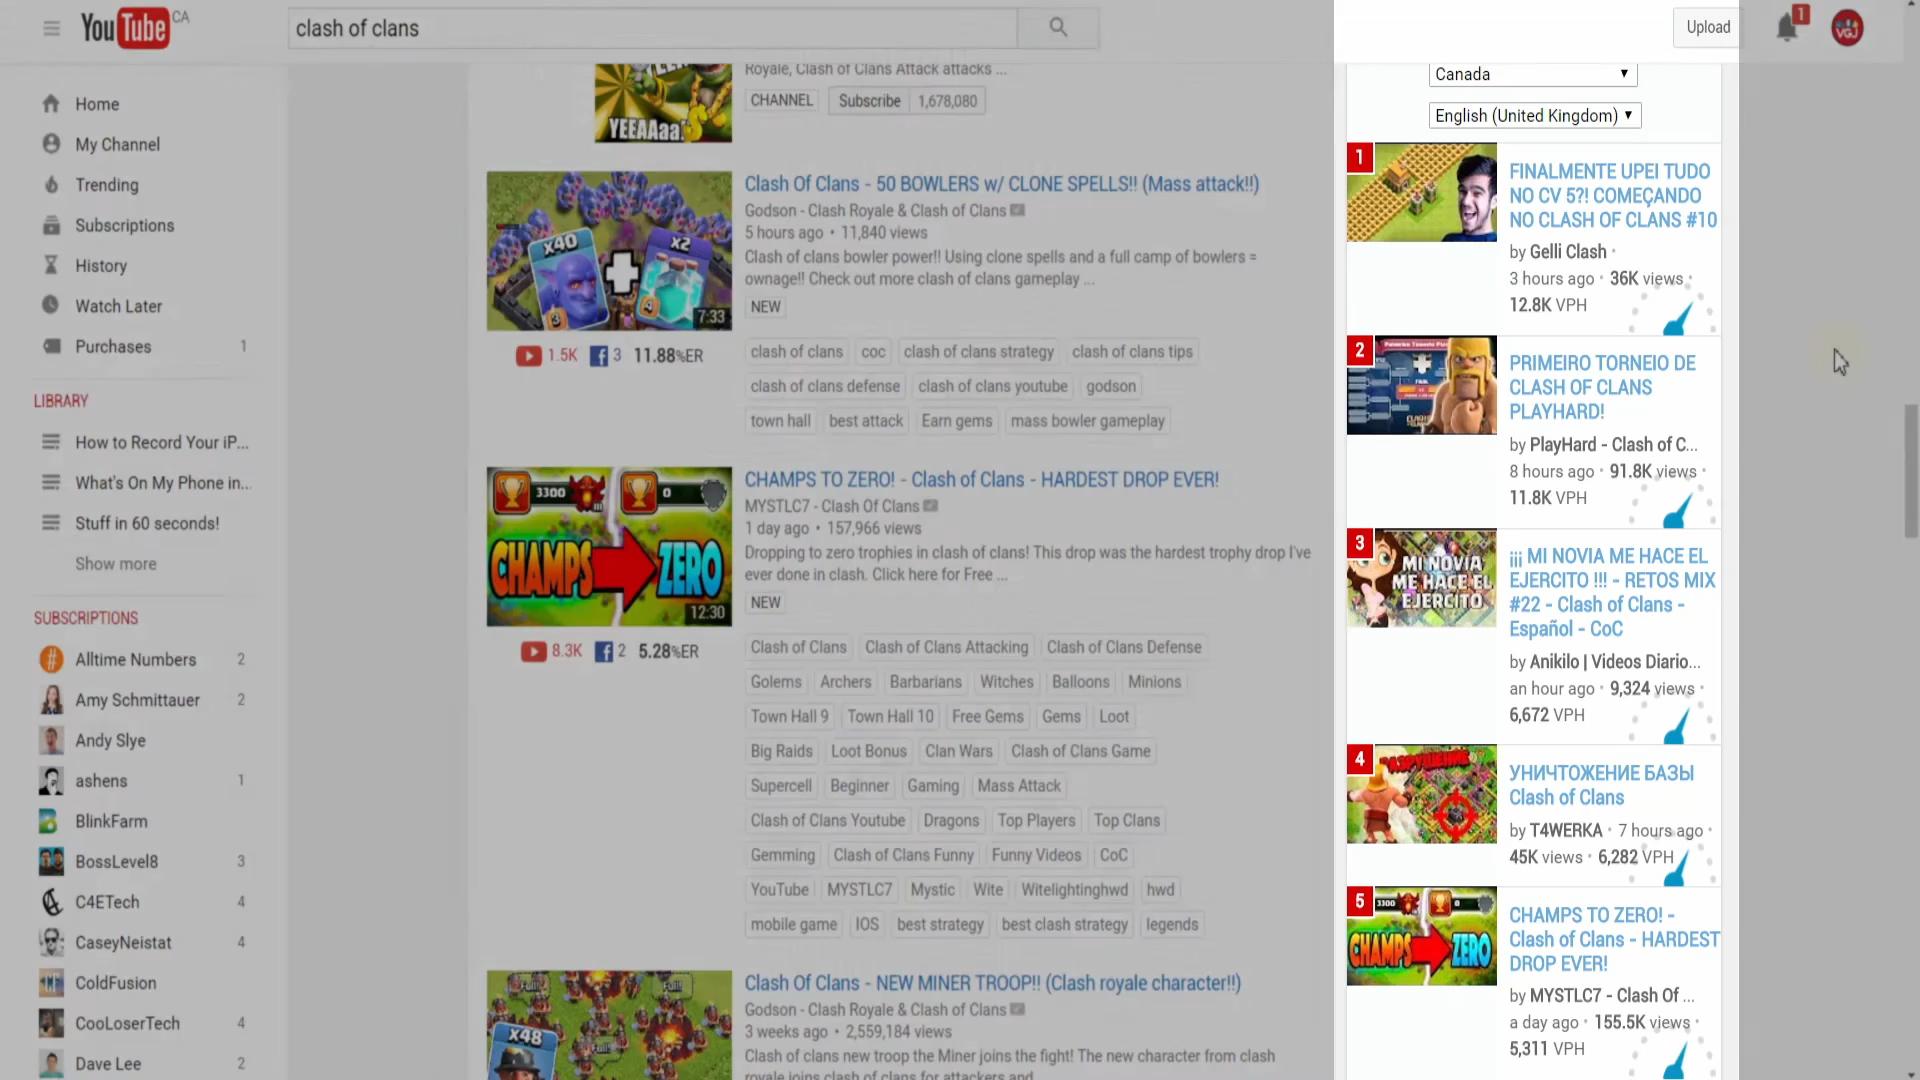 YouTube CA
clash of clans
Upload
1
VGJ
Home
My Channel
Trending
Subscriptions
History
Watch Later
Purchases 1
LIBRARY
How to Record Your iP...
What's On My Phone in...
Stuff in 60 seconds!
Show more
SUBSCRIPTIONS
Alltime Numbers 2
Amy Schmittauer 2
Andy Slye
ashens 1
BlinkFarm
BossLevel8 3
C4ETech 4
CaseyNeistat 4
ColdFusion
CooLoserTech 4
Dave Lee 2
YEEAAaa
Royale, Clash of Clans Attack attacks ...
CHANNEL Subscribe 1,678,080
x40 x2
3 4
7:33
Clash Of Clans - 50 BOWLERS w/ CLONE SPELLS!! (Mass attack!!)
Godson - Clash Royale & Clash of Clans
5 hours ago • 11,840 views
Clash of clans bowler power!! Using clone spells and a full camp of bowlers =
ownage!! Check out more clash of clans gameplay ...
NEW
1.5K 3 11.88%ER
clash of clans coc clash of clans strategy clash of clans tips
clash of clans defense clash of clans youtube godson
town hall best attack Earn gems mass bowler gameplay
3300 0
CHAMPS ZERO
12:30
CHAMPS TO ZERO! - Clash of Clans - HARDEST DROP EVER!
MYSTLC7 - Clash Of Clans
1 day ago • 157,966 views
Dropping to zero trophies in clash of clans! This drop was the hardest trophy drop I've
ever done in clash. Click here for Free ...
NEW
8.3K 2 5.28%ER
Clash of Clans Clash of Clans Attacking Clash of Clans Defense
Golems Archers Barbarians Witches Balloons Minions
Town Hall 9 Town Hall 10 Free Gems Gems Loot
Big Raids Loot Bonus Clan Wars Clash of Clans Game
Supercell Beginner Gaming Mass Attack
Clash of Clans Youtube Dragons Top Players Top Clans
Gemming Clash of Clans Funny Funny Videos CoC
YouTube MYSTLC7 Mystic Wite Witelightinghwd hwd
mobile game IOS best strategy best clash strategy legends
x48
Clash Of Clans - NEW MINER TROOP!! (Clash royale character!!)
Godson - Clash Royale & Clash of Clans
3 weeks ago • 2,559,184 views
Clash of clans new troop the Miner joins the fight! The new character from clash
royale joins clash of clans for attackers and
Canada
English (United Kingdom)
1
FINALMENTE UPEI TUDO
NO CV 5?! COMEÇANDO
NO CLASH OF CLANS #10
by Gelli Clash ·
3 hours ago · 36K views ·
12.8K VPH
2
PRIMEIRO TORNEIO DE
CLASH OF CLANS
PLAYHARD!
by PlayHard - Clash of C...
8 hours ago · 91.8K views ·
11.8K VPH
3
MI NOVIA
ME HACE EL
EJERCITO
¡¡¡ MI NOVIA ME HACE EL
EJERCITO !!! - RETOS MIX
#22 - Clash of Clans -
Español - CoC
by Anikilo | Videos Diario...
an hour ago · 9,324 views ·
6,672 VPH
4
УНИЧТОЖЕНИЕ БАЗЫ
Clash of Clans
by T4WERKA · 7 hours ago ·
45K views · 6,282 VPH
5
3300 0
CHAMPS ZERO
CHAMPS TO ZERO! -
Clash of Clans - HARDEST
DROP EVER!
by MYSTLC7 - Clash Of ...
a day ago · 155.5K views ·
5,311 VPH